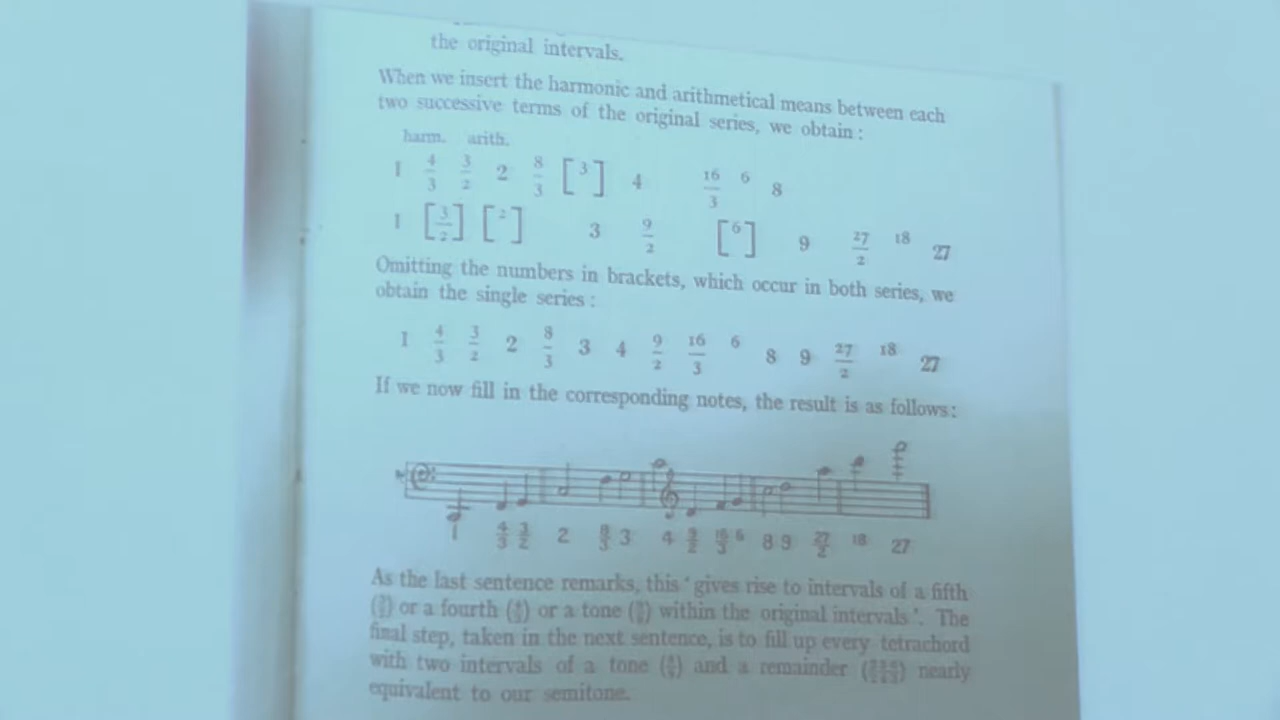 the original intervals.
When we insert the harmonic and arithmetical means between each
two successive terms of the original series, we obtain :
harm. arith.
1 4/3 3/2 2 8/3 [3] 4 16/3 6 8
1 [3/2] [2] 3 9/2 [6] 9 27/2 18 27
Omitting the numbers in brackets, which occur in both series, we
obtain the single series :
1 4/3 3/2 2 8/3 3 4 9/2 16/3 6 8 9 27/2 18 27
If we now fill in the corresponding notes, the result is as follows:
1 4/3 3/2 2 8/3 3 4 9/2 16/3 6 8 9 27/2 18 27
As the last sentence remarks, this ' gives rise to intervals of a fifth
or a fourth or a tone within the original intervals '. The
final step, taken in the next sentence, is to fill up every tetrachord
with two intervals of a tone and a remainder nearly
equivalent to our semitone.